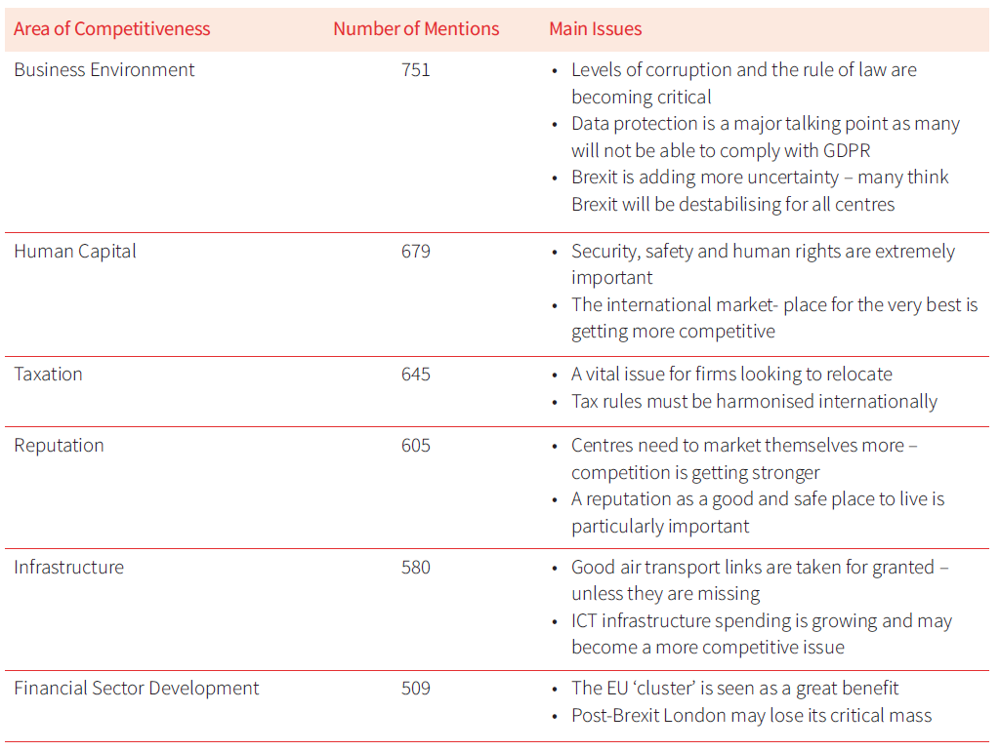 Area of Competitiveness Number of Mentions Main Issues
Business Environment 751 • Levels of corruption and the rule of law are
becoming critical
• Data protection is a major talking point as many
will not be able to comply with GDPR
• Brexit is adding more uncertainty – many think
Brexit will be destabilising for all centres
Human Capital 679 • Security, safety and human rights are extremely
important
• The international market- place for the very best is
getting more competitive
Taxation 645 • A vital issue for firms looking to relocate
• Tax rules must be harmonised internationally
Reputation 605 • Centres need to market themselves more –
competition is getting stronger
• A reputation as a good and safe place to live is
particularly important
Infrastructure 580 • Good air transport links are taken for granted –
unless they are missing
• ICT infrastructure spending is growing and may
become a more competitive issue
Financial Sector Development 509 • The EU ‘cluster’ is seen as a great benefit
• Post-Brexit London may lose its critical mass